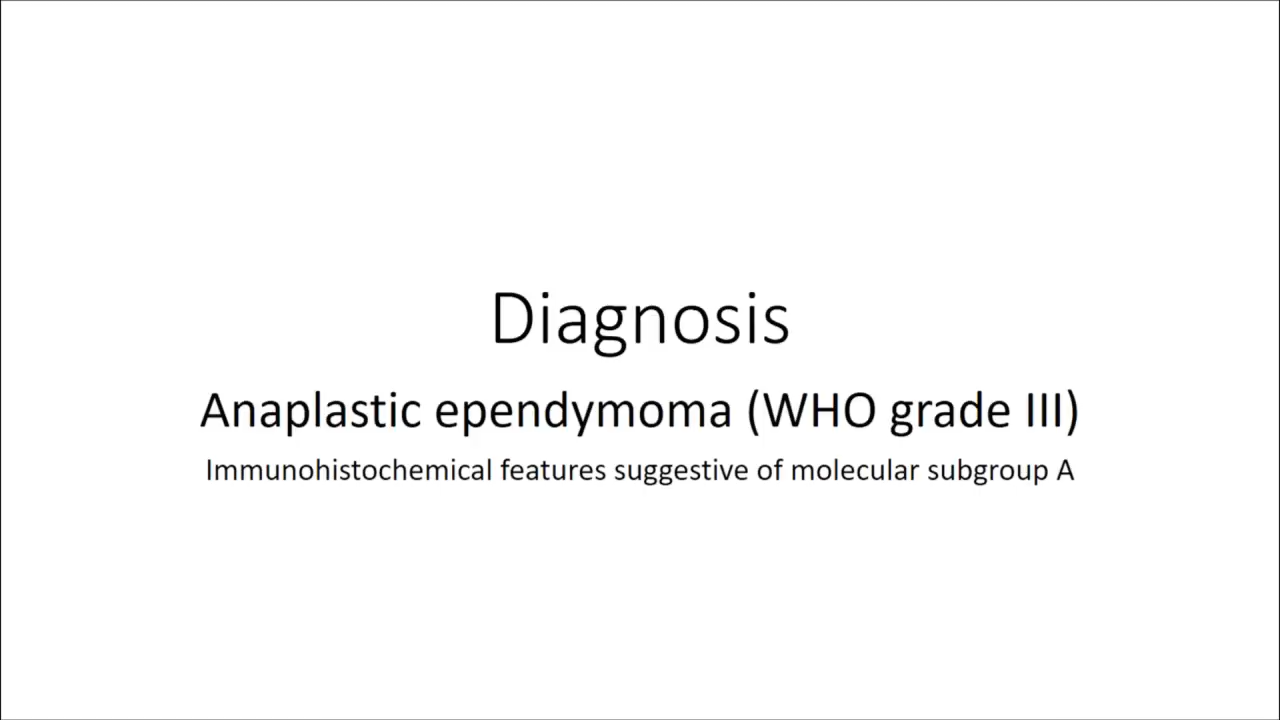 Diagnosis
Anaplastic ependymoma (WHO grade III)
Immunohistochemical features suggestive of molecular subgroup A